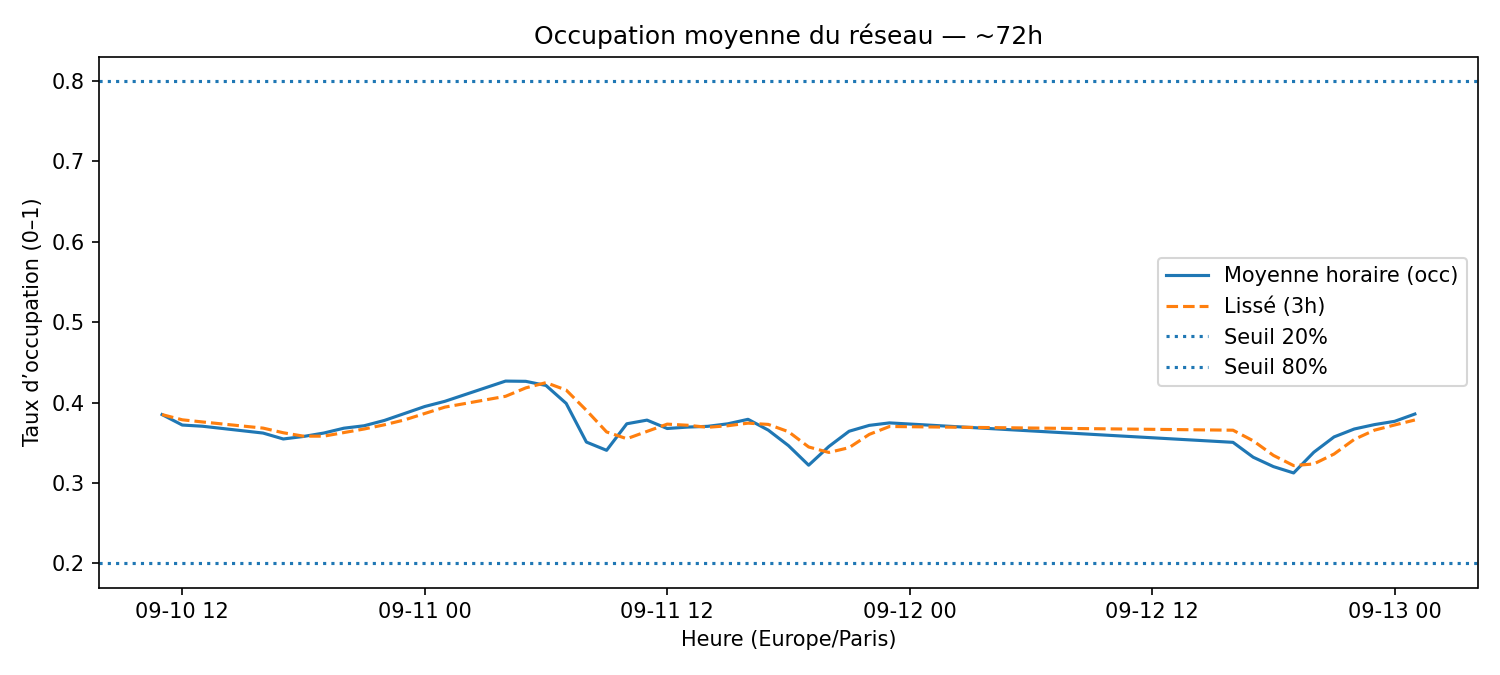 Occupation moyenne du réseau — ~72h
Taux d’occupation (0–1)
0.8
0.7
0.6
0.5
0.4
0.3
0.2
Moyenne horaire (occ)
Lissé (3h)
Seuil 20%
Seuil 80%
09-10 12
09-11 00
09-11 12
09-12 00
09-12 12
09-13 00
Heure (Europe/Paris)